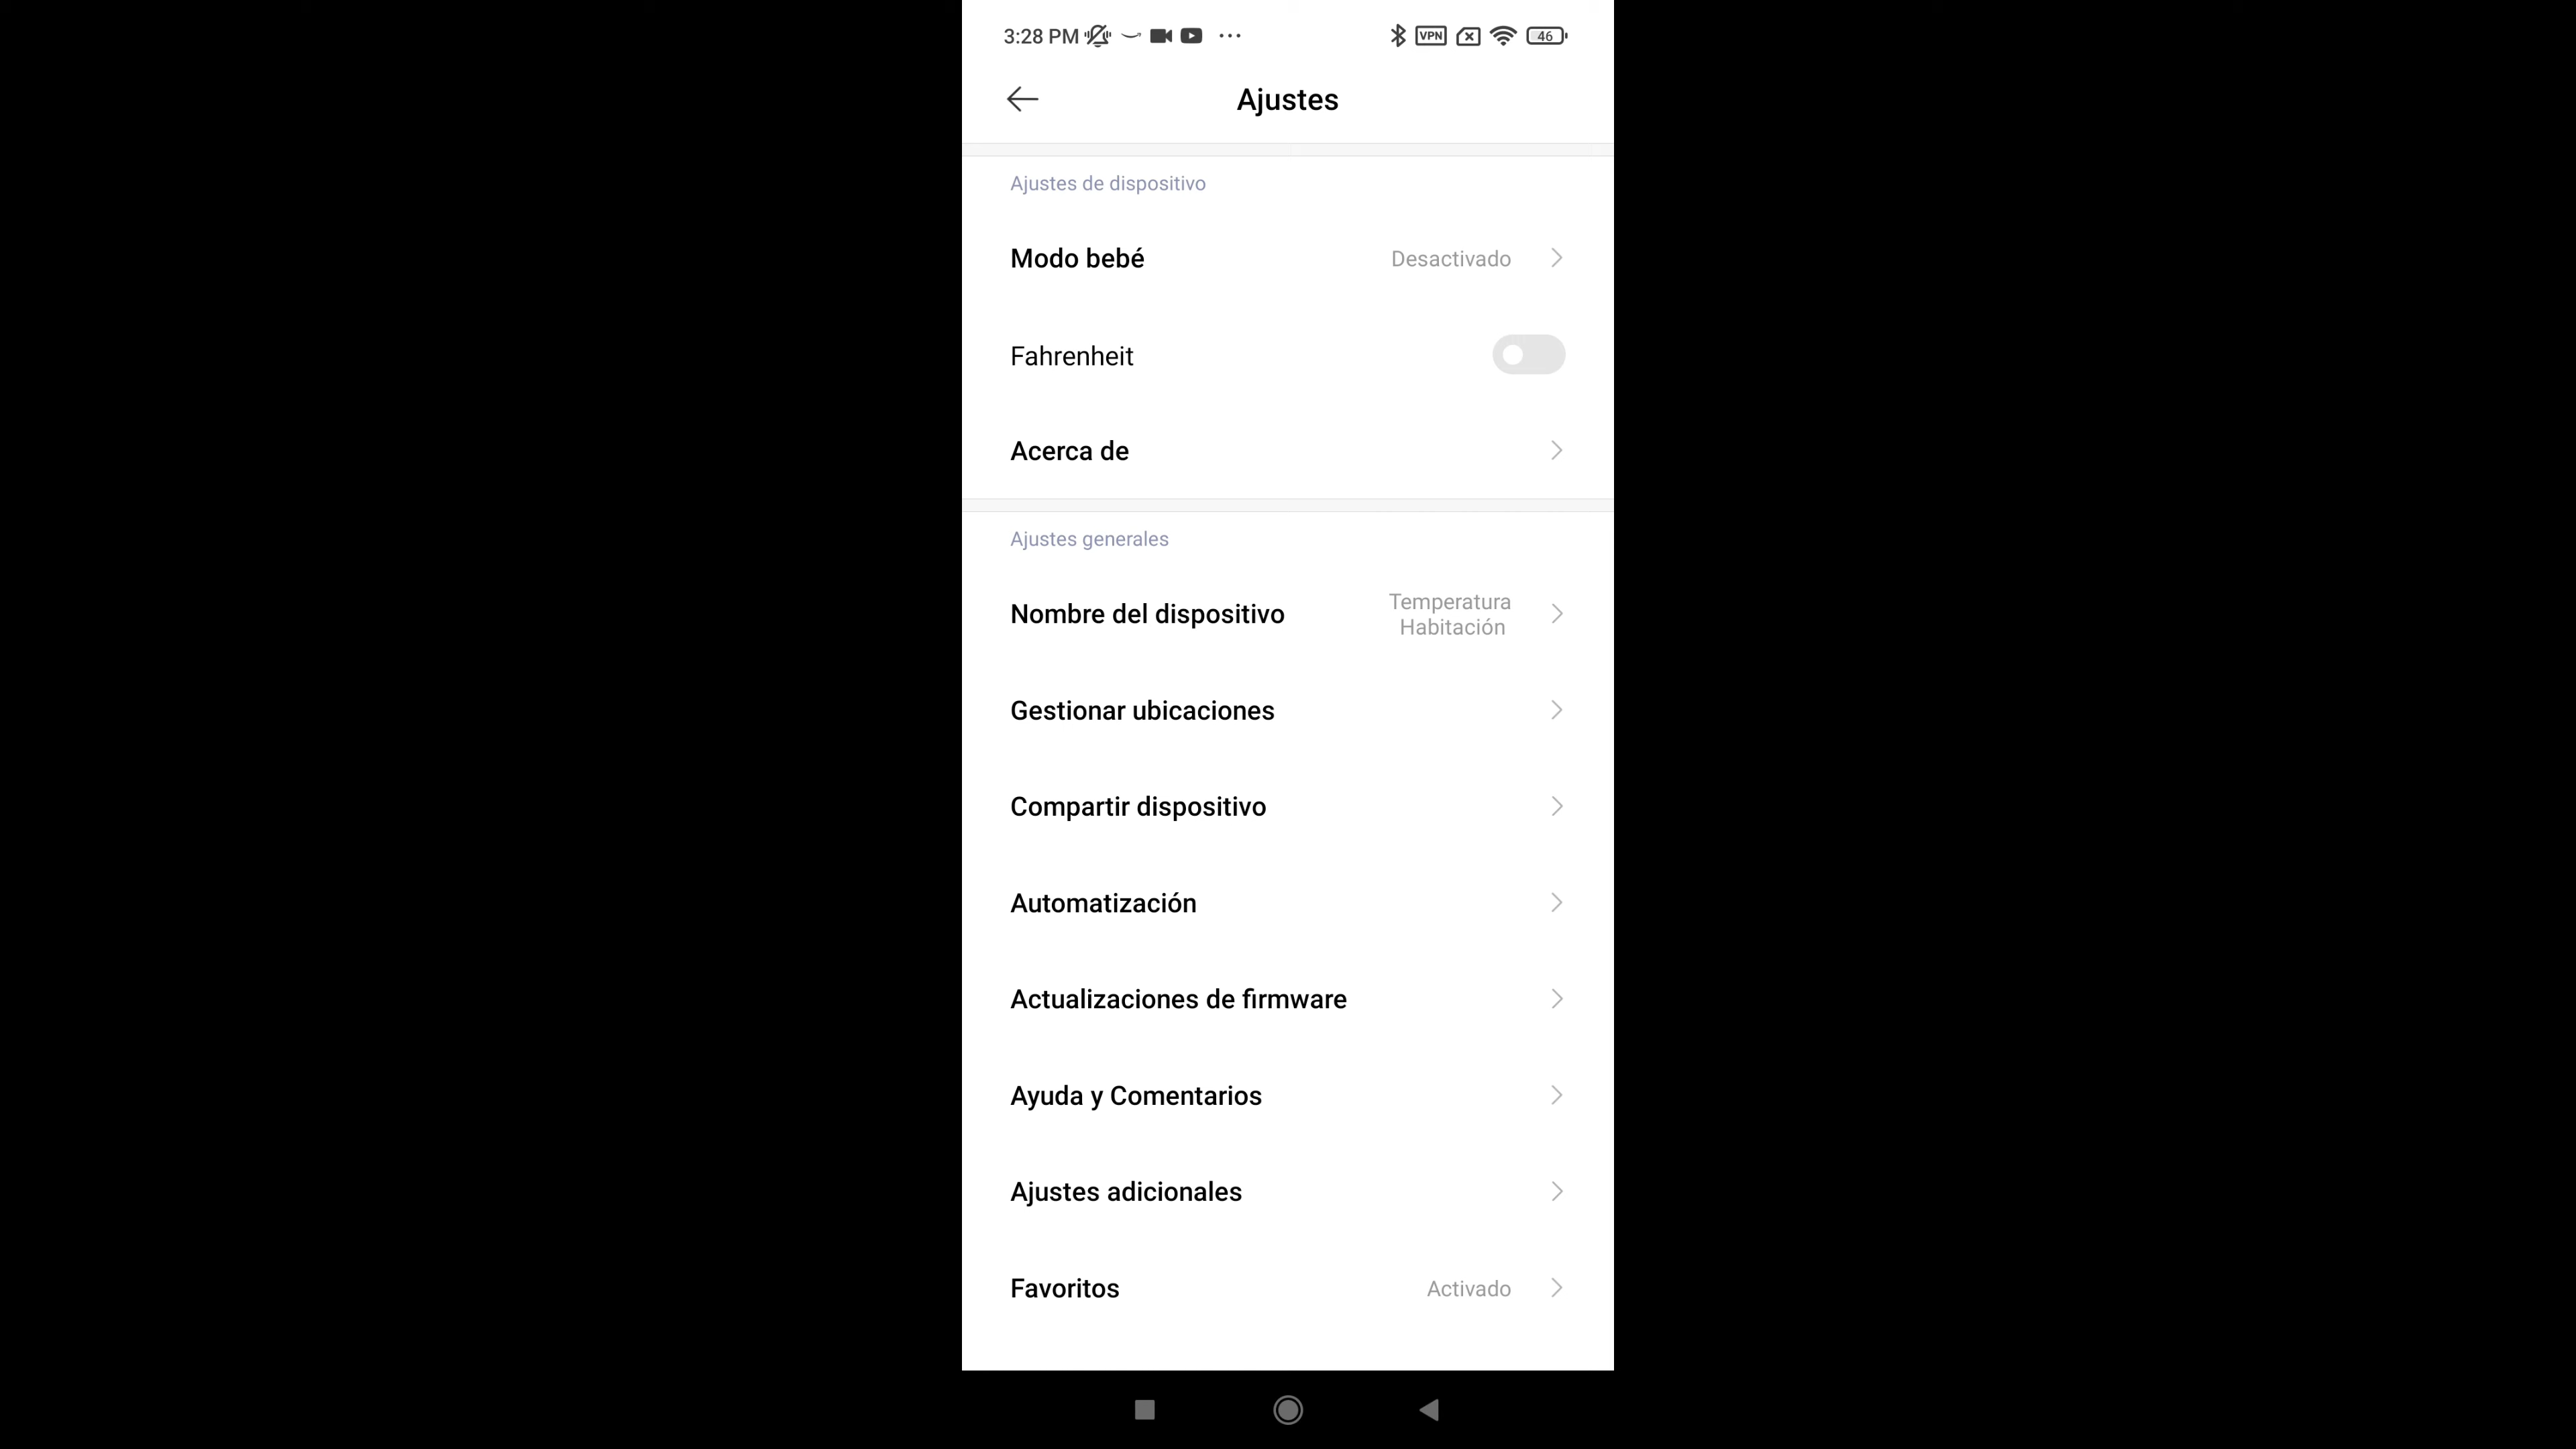 3:28 PM
VPN
46
Ajustes
Ajustes de dispositivo
Modo bebé
Desactivado
Fahrenheit
Acerca de
Ajustes generales
Nombre del dispositivo
Temperatura
Habitación
Gestionar ubicaciones
Compartir dispositivo
Automatización
Actualizaciones de firmware
Ayuda y Comentarios
Ajustes adicionales
Favoritos
Activado